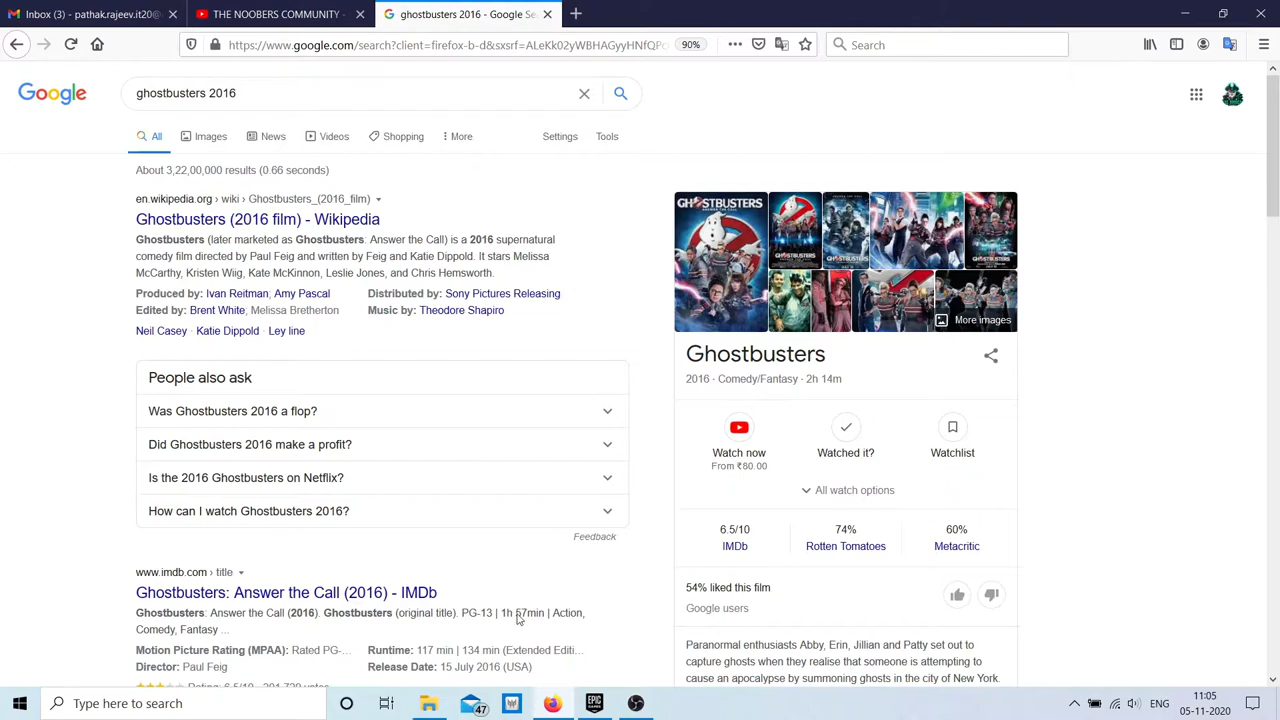 Inbox (3) - pathak.rajeev.it20@
THE NOOBERS COMMUNITY -
ghostbusters 2016 - Google Se
https://www.google.com/search?client=firefox-b-d&sxsrf=ALeKk02yWBHAGyyHNfQPc
90%
Search
Google
ghostbusters 2016
All
Images
News
Videos
Shopping
More
Settings
Tools
About 3,22,00,000 results (0.66 seconds)
en.wikipedia.org › wiki › Ghostbusters_(2016_film)
Ghostbusters (2016 film) - Wikipedia
Ghostbusters (later marketed as Ghostbusters: Answer the Call) is a 2016 supernatural
comedy film directed by Paul Feig and written by Feig and Katie Dippold. It stars Melissa
McCarthy, Kristen Wiig, Kate McKinnon, Leslie Jones, and Chris Hemsworth.
Produced by: Ivan Reitman, Amy Pascal
Distributed by: Sony Pictures Releasing
Edited by: Brent White, Melissa Bretherton
Music by: Theodore Shapiro
Neil Casey · Katie Dippold · Ley line
People also ask
Was Ghostbusters 2016 a flop?
Did Ghostbusters 2016 make a profit?
Is the 2016 Ghostbusters on Netflix?
How can I watch Ghostbusters 2016?
Feedback
www.imdb.com › title
Ghostbusters: Answer the Call (2016) - IMDb
Ghostbusters: Answer the Call (2016). Ghostbusters (original title). PG-13 | 1h 57min | Action,
Comedy, Fantasy ...
Motion Picture Rating (MPAA): Rated PG-...
Runtime: 117 min | 134 min (Extended Editi...
Director: Paul Feig
Release Date: 15 July 2016 (USA)
GHOSTBUSTERS
More images
Ghostbusters
2016 · Comedy/Fantasy · 2h 14m
Watch now
From ₹80.00
Watched it?
Watchlist
All watch options
6.5/10
IMDb
74%
Rotten Tomatoes
60%
Metacritic
54% liked this film
Google users
Paranormal enthusiasts Abby, Erin, Jillian and Patty set out to
capture ghosts when they realise that someone is attempting to
cause an apocalypse by summoning ghosts in the city of New York.
Type here to search
47
EPIC
GAMES
ENG
11:05
05-11-2020